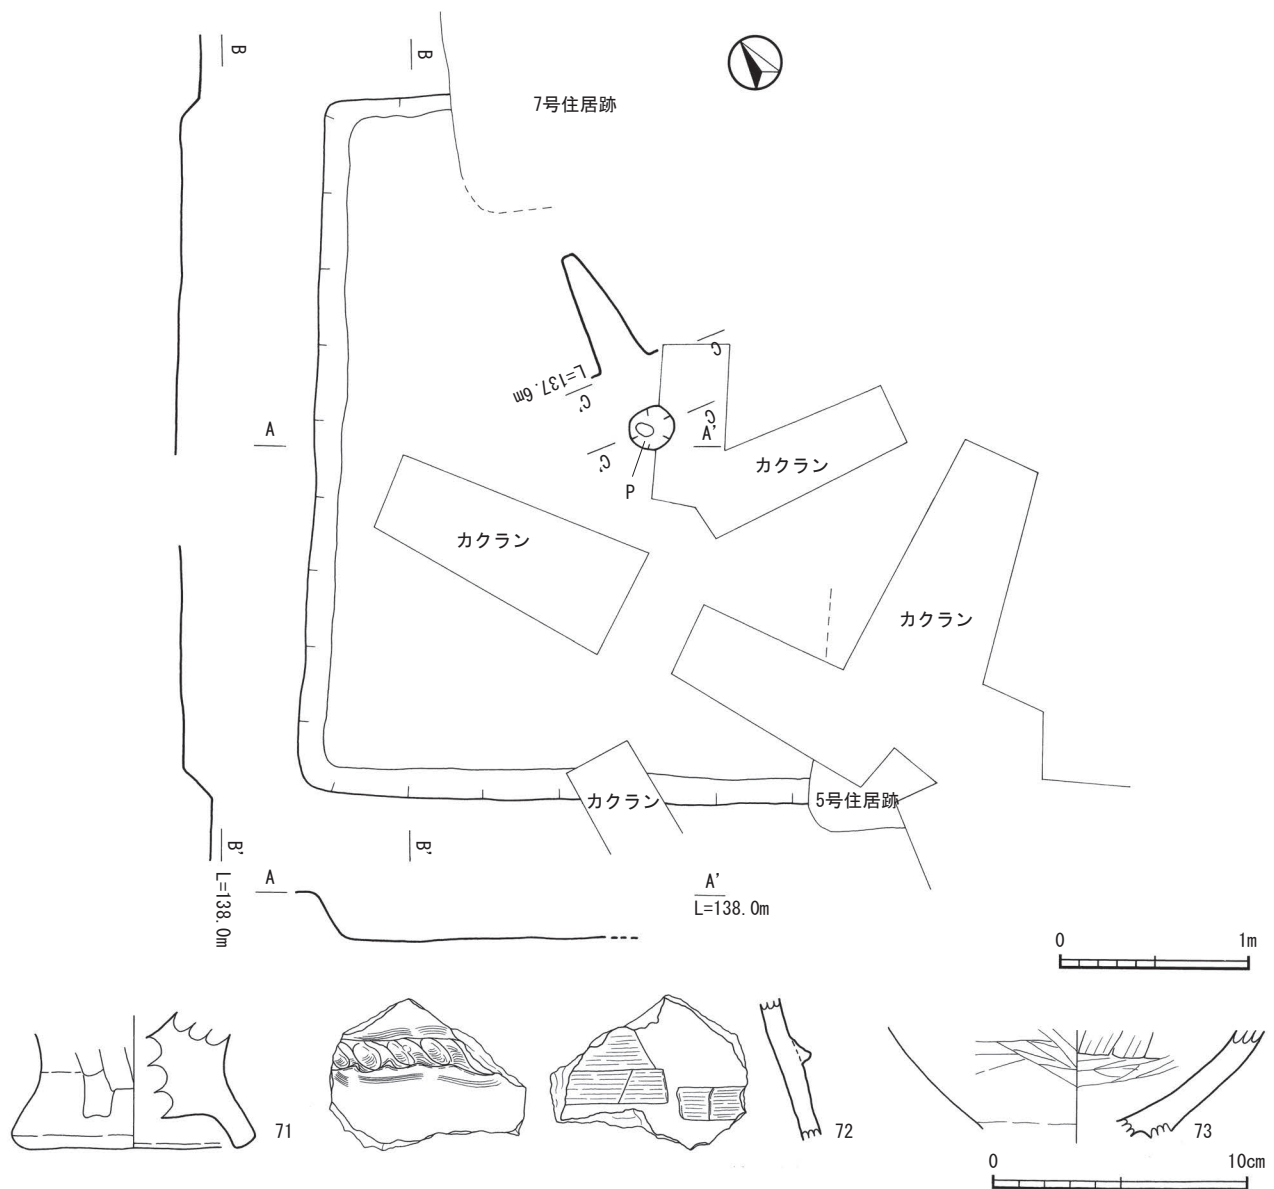 B
B
7号住居跡
A
L=137.6m
C'
C
C
C'
A'
P
カクラン
カクラン
カクラン
カクラン
5号住居跡
B'
L=138.0m
B'
A
A'
L=138.0m
0 1m
71
72
73
0 10cm